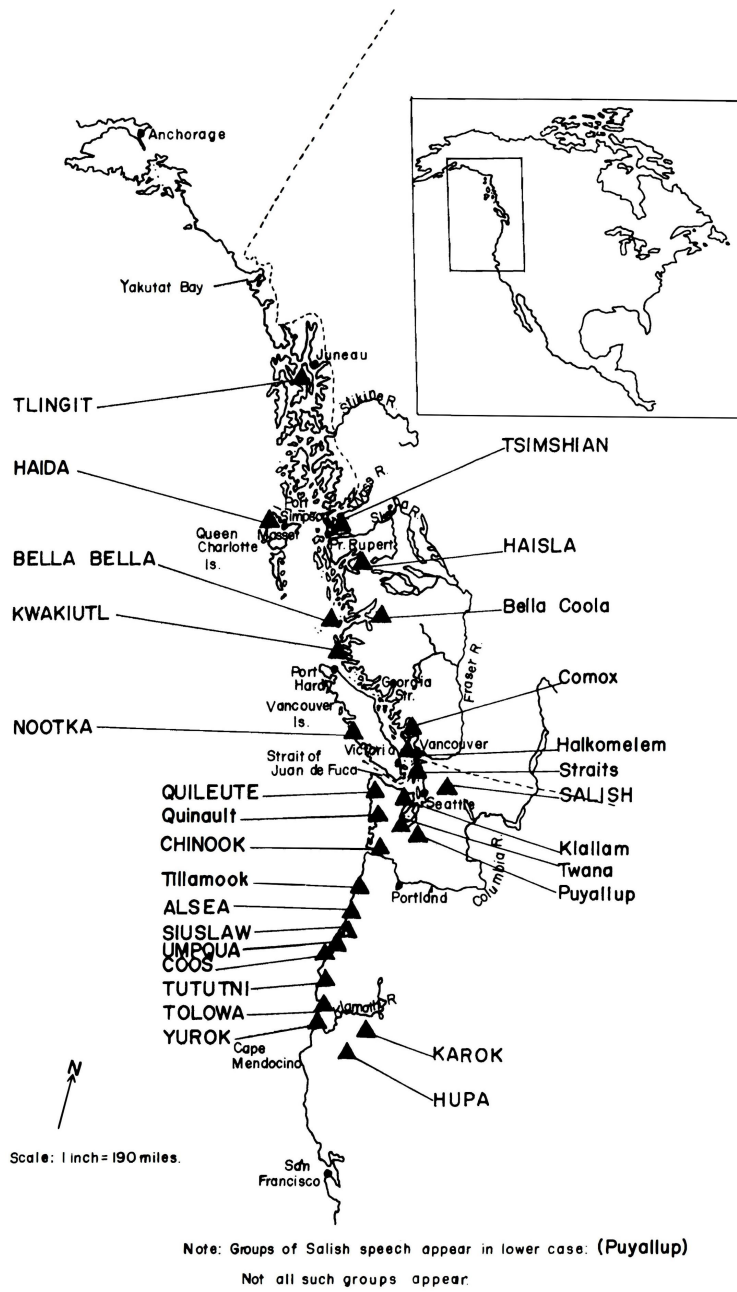 Anchorage
Yakutat Bay
Juneau
TLINGIT
Stikine R.
TSIMSHIAN
HAIDA
Nass R.
Port
Simpson
Masset
Queen
Charlotte
Is.
Pr. Rupert
HAISLA
BELLA BELLA
Bella Coola
KWAKIUTL
Fraser R.
Port
Hardy
Georgia
Str.
Comox
Vancouver
Is.
NOOTKA
Victoria
Vancouver
Halkomelem
Strait of
Juan de Fuca
Straits
QUILEUTE
SALISH
Seattle
Quinault
Klallam
CHINOOK
Twana
Tillamook
Puyallup
Portland
Columbia R.
ALSEA
SIUSLAW
UMPQUA
COOS
TUTUTNI
TOLOWA
YUROK
Cape
Mendocino
KAROK
HUPA
N
Scale: 1 inch=190 miles.
San
Francisco
Note: Groups of Salish speech appear in lower case: (Puyallup)
Not all such groups appear.